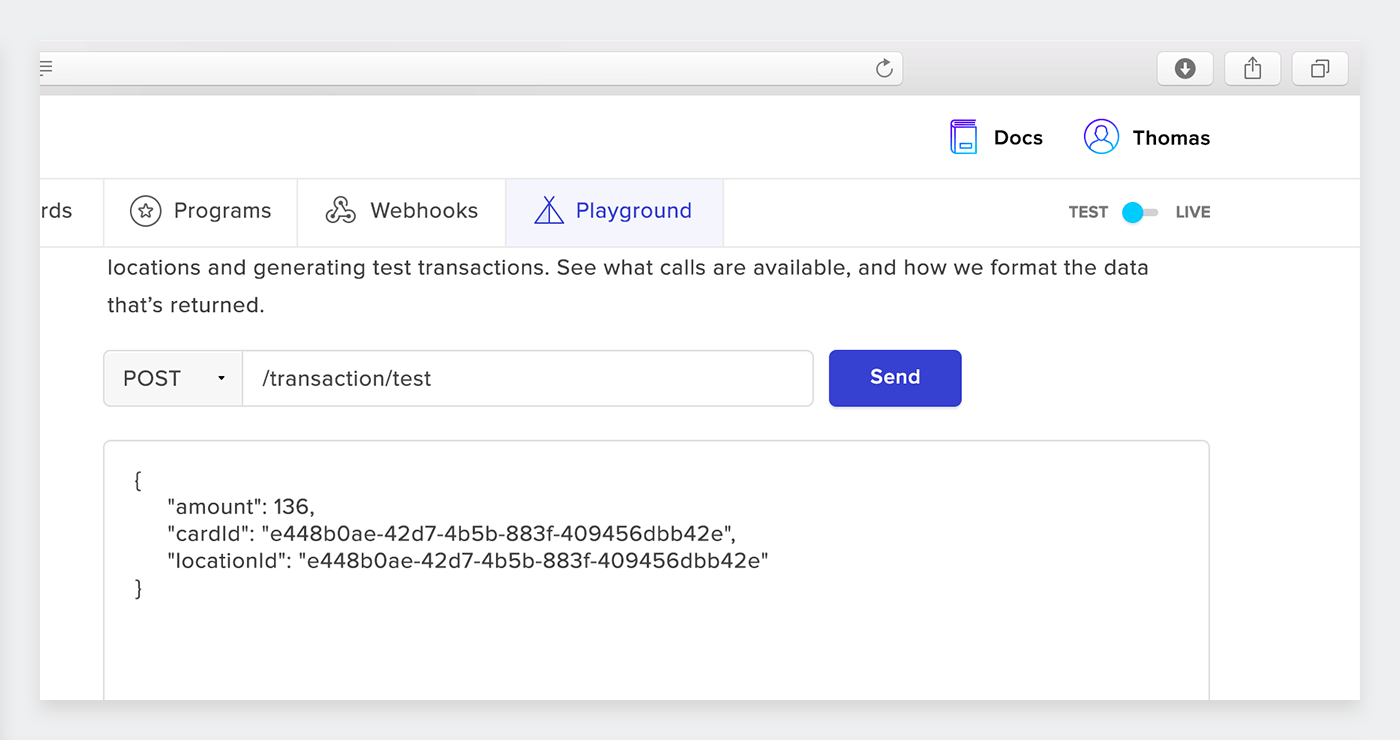 Docs
Thomas
rds
Programs
Webhooks
Playground
TEST
LIVE
locations and generating test transactions. See what calls are available, and how we format the data
that’s returned.
POST
/transaction/test
Send
{
"amount": 136,
"cardId": "e448b0ae-42d7-4b5b-883f-409456dbb42e",
"locationId": "e448b0ae-42d7-4b5b-883f-409456dbb42e"
}